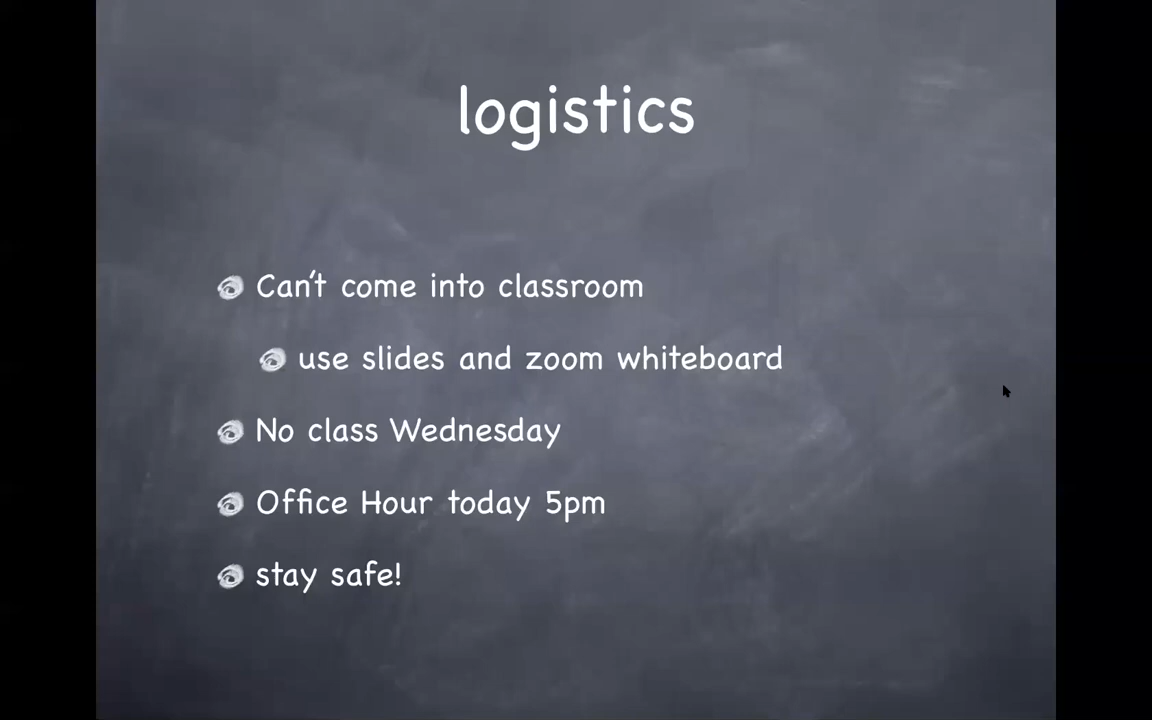 logistics
Can't come into classroom
use slides and zoom whiteboard
No class Wednesday
Office Hour today 5pm
stay safe!